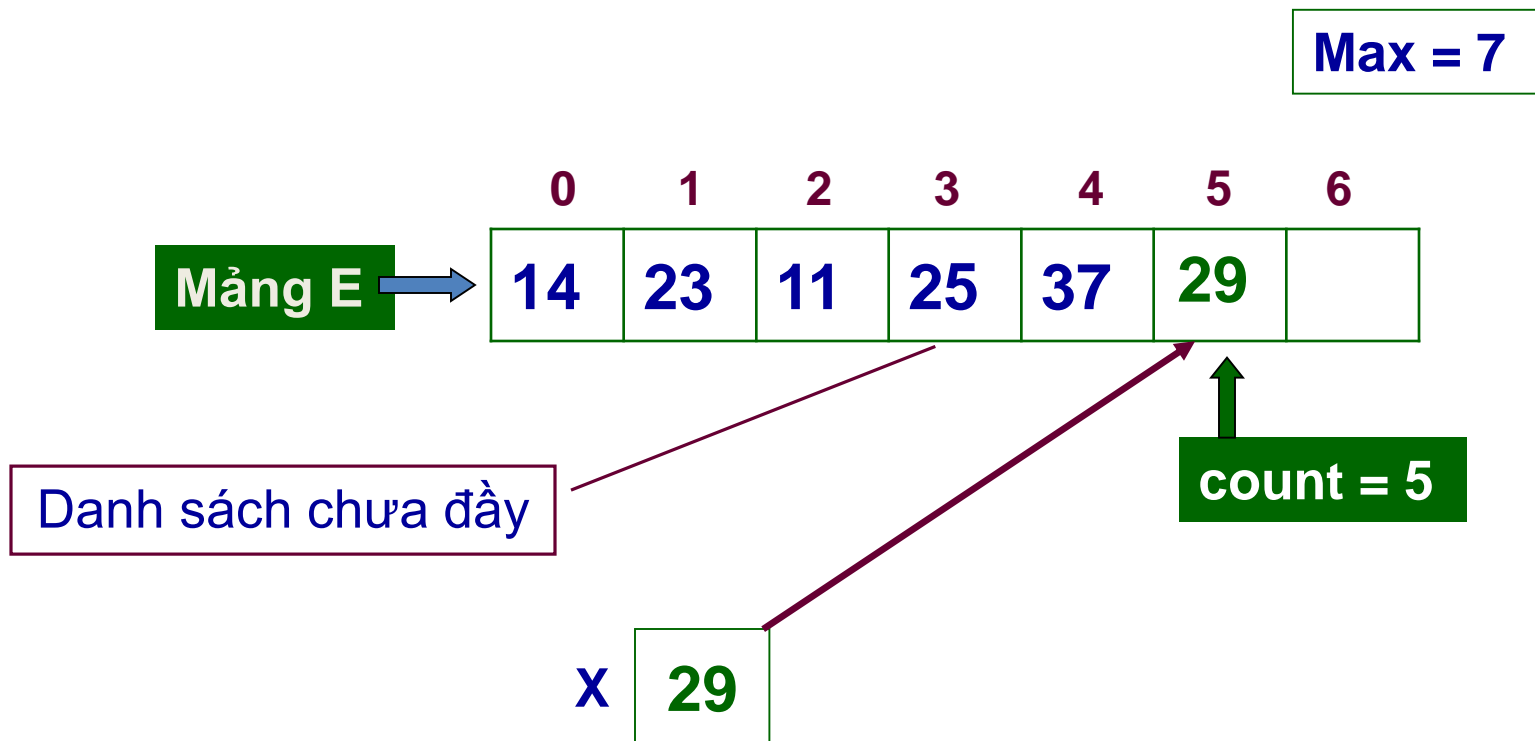 Max = 7
0 1 2 3 4 5 6
Mảng E 14 23 11 25 37 29
count = 5
Danh sách chưa đầy
X 29